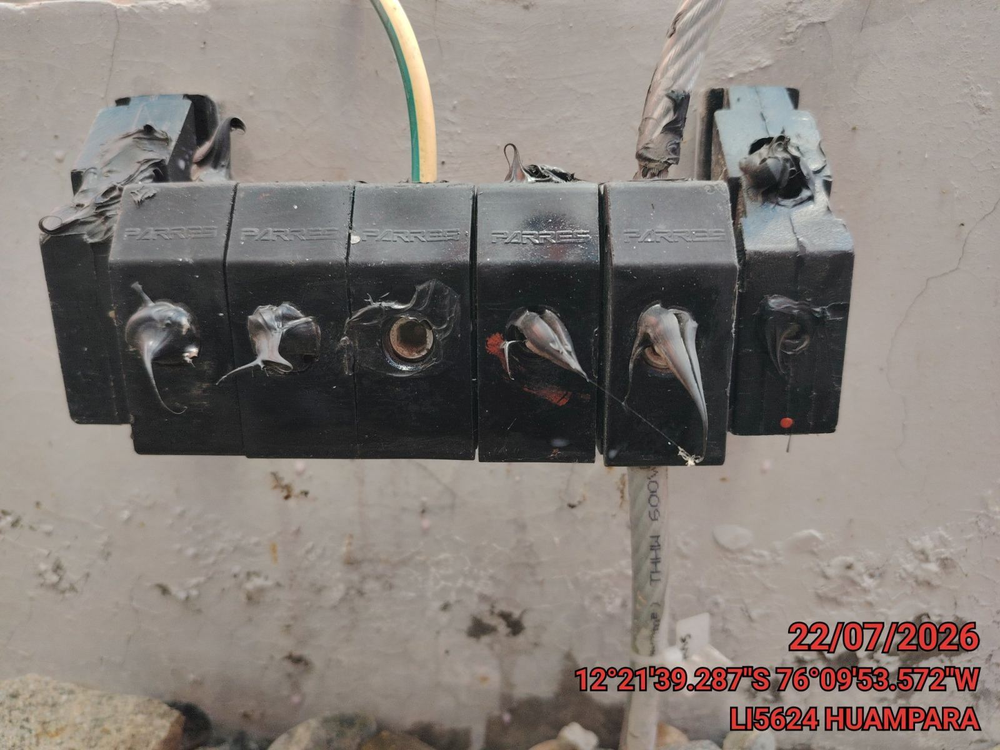 PARRES PARRES PARRES PARRES PARRES
THHW 600V
22/07/2026
12°21'39.287"S 76°09'53.572"W
LI5624 HUAMPARA